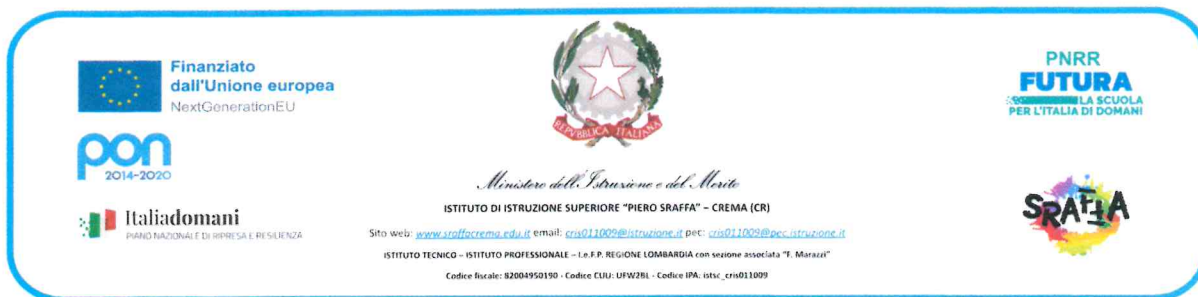 Finanziato
dall'Unione europea
NextGenerationEU
pon
2014-2020
Italiadomani
PIANO NAZIONALE DI RIPRESA E RESILIENZA
REPVBBLICA ITALIANA
Ministero dell'Istruzione e del Merito
ISTITUTO DI ISTRUZIONE SUPERIORE "PIERO SRAFFA" – CREMA (CR)
Sito web: www.sraffacrema.edu.it email: cris011009@istruzione.it pec: cris011009@pec.istruzione.it
ISTITUTO TECNICO – ISTITUTO PROFESSIONALE – I.e.F.P. REGIONE LOMBARDIA con sezione associata "F. Marazzi"
Codice fiscale: 82004950190 - Codice CUU: UFW2BL - Codice IPA: istsc_cris011009
PNRR
FUTURA
LA SCUOLA
PER L'ITALIA DI DOMANI
SRAFFA